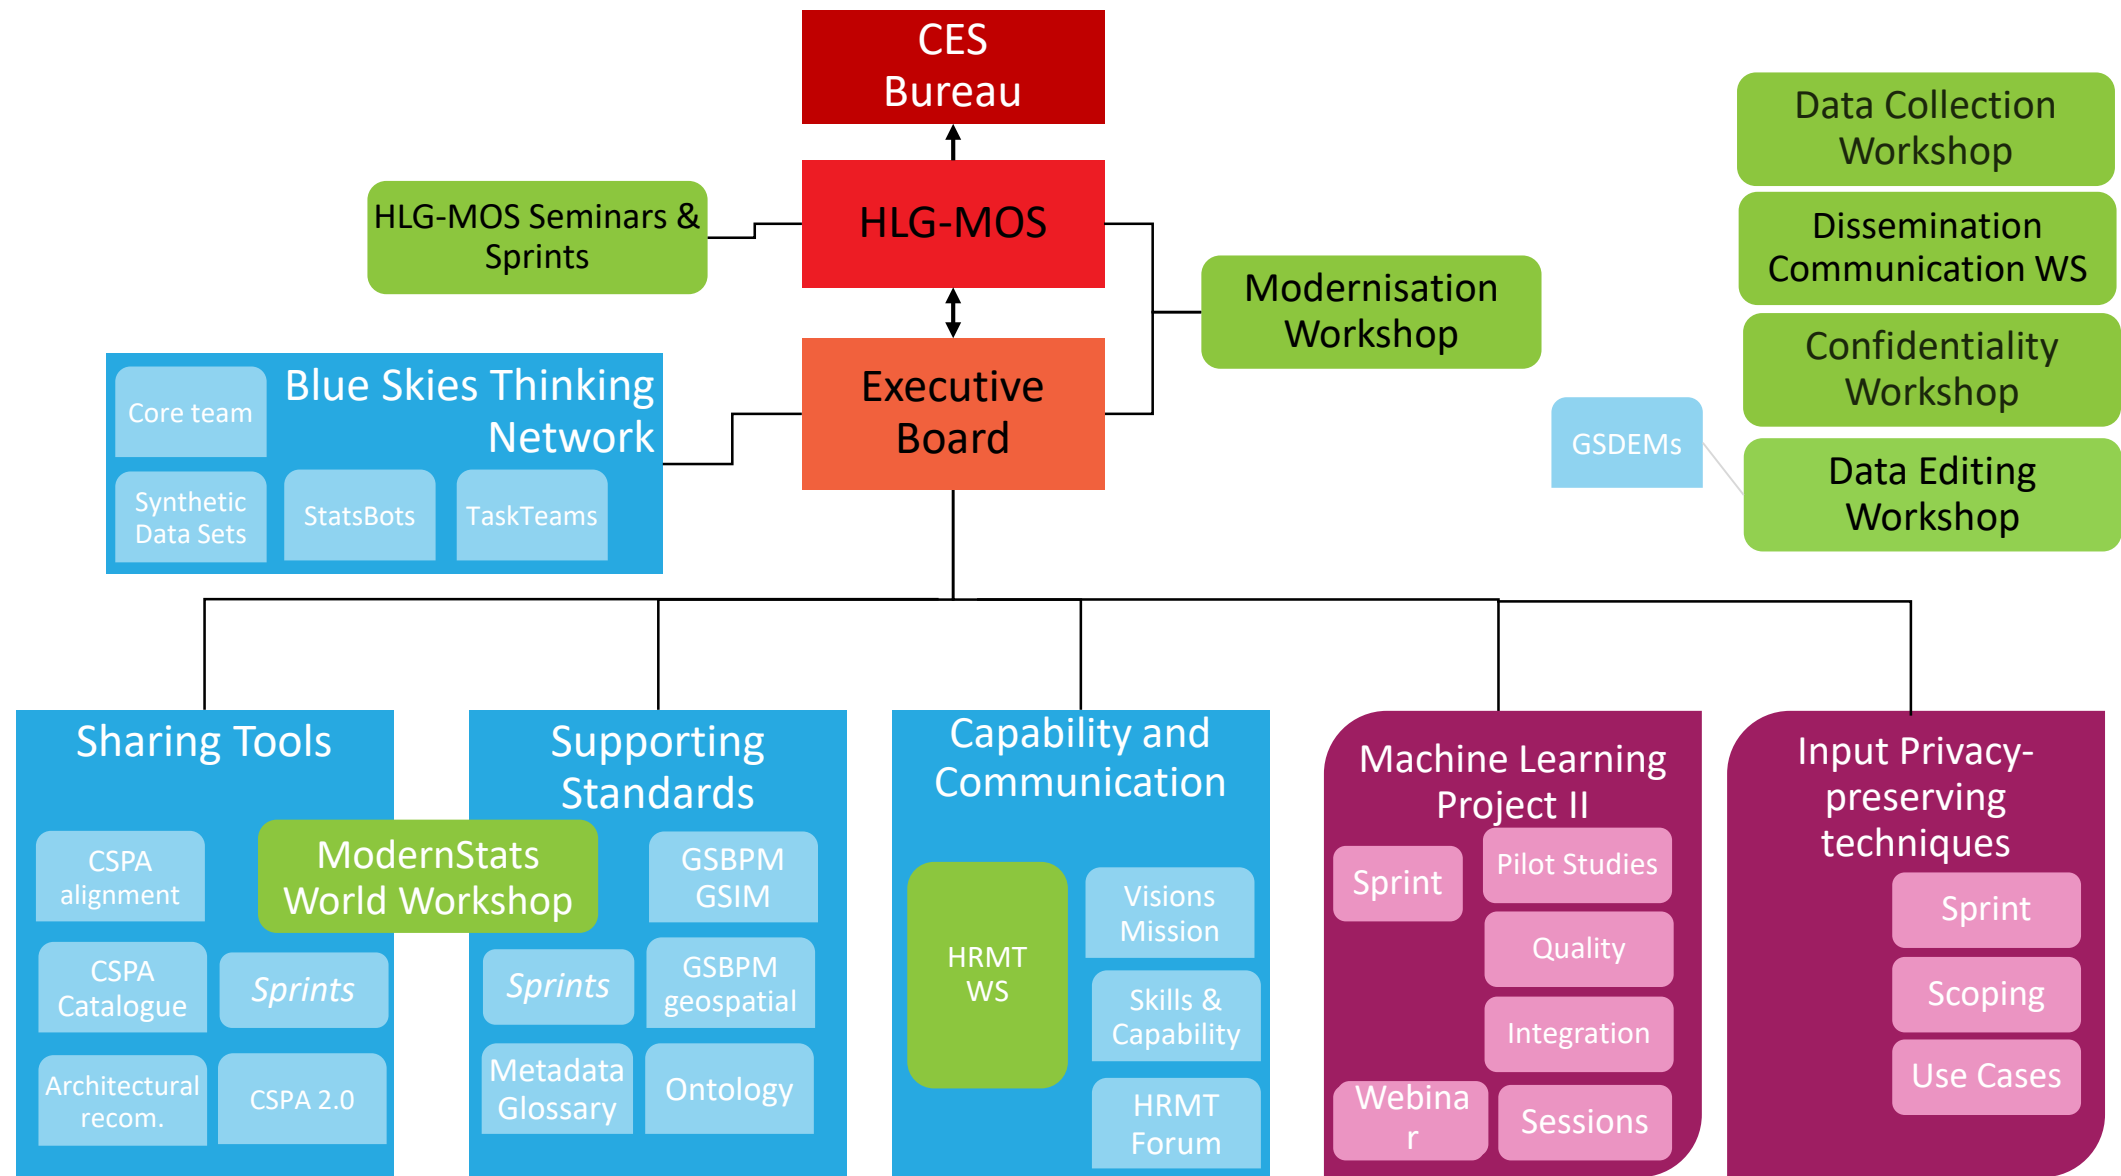 CES
Bureau
HLG-MOS
HLG-MOS Seminars &
Sprints
Modernisation
Workshop
Executive
Board
Data Collection
Workshop
Dissemination
Communication WS
Confidentiality
Workshop
GSDEMs
Data Editing
Workshop
Blue Skies Thinking
Network
Core team
Synthetic
Data Sets
StatsBots
TaskTeams
Sharing Tools
CSPA
alignment
CSPA
Catalogue
Sprints
Architectural
recom.
CSPA 2.0
ModernStats
World Workshop
Supporting
Standards
GSBPM
GSIM
Sprints
GSBPM
geospatial
Metadata
Glossary
Ontology
Capability and
Communication
HRMT
WS
Visions
Mission
Skills &
Capability
HRMT
Forum
Machine Learning
Project II
Sprint
Pilot Studies
Quality
Integration
Webina
r
Sessions
Input Privacy-
preserving
techniques
Sprint
Scoping
Use Cases